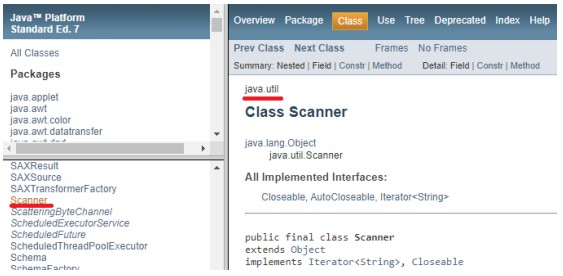 Java™ Platform
Standard Ed. 7
All Classes
Packages
java.applet
java.awt
java.awt.color
java.awt.datatransfer
java.awt.dnd
SAXResult
SAXSource
SAXTransformerFactory
Scanner
ScatteringByteChannel
ScheduledExecutorService
ScheduledFuture
ScheduledThreadPoolExecutor
Schema
SchemaFactory
Overview Package Class Use Tree Deprecated Index Help
Prev Class Next Class Frames No Frames
Summary: Nested | Field | Constr | Method Detail: Field | Constr | Method
java.util
Class Scanner
java.lang.Object
java.util.Scanner
All Implemented Interfaces:
Closeable, AutoCloseable, Iterator<String>
public final class Scanner
extends Object
implements Iterator<String>, Closeable